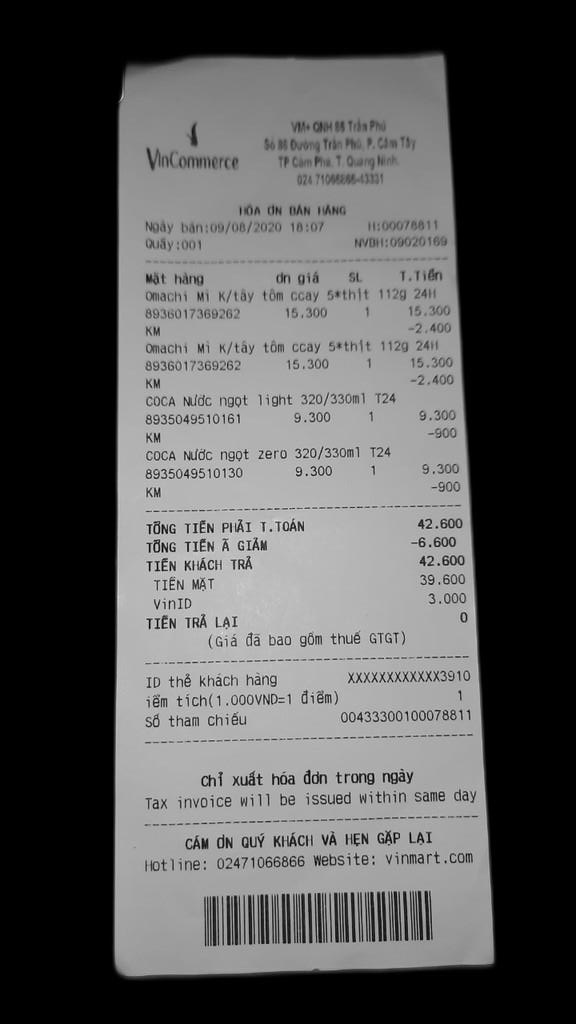 VinCommerce
VM+ QNH 86 Trần Phú
Số 86 Đường Trần Phú, P. Cẩm Tây
TP Cẩm Phả, T. Quảng Ninh.
024 71066866-43331
HÓA ĐN BÁN HÀNG
Ngày bán:09/08/2020 18:07 H:00078811
Quầy:001 NVBH:09020169
Mặt hàng đn giá SL T.Tiền
Omachi Mì K/tây tôm ccay 5*thịt 112g 24H
8936017369262 15.300 1 15.300
KM -2.400
Omachi Mì K/tây tôm ccay 5*thịt 112g 24H
8936017369262 15.300 1 15.300
KM -2.400
COCA Nước ngọt light 320/330ml T24
8935049510161 9.300 1 9.300
KM -900
COCA Nước ngọt zero 320/330ml T24
8935049510130 9.300 1 9.300
KM -900
TỔNG TIỀN PHẢI T.TOÁN 42.600
TỔNG TIỀN Ã GIẢM -6.600
TIỀN KHÁCH TRẢ 42.600
TIỀN MẶT 39.600
VinID 3.000
TIỀN TRẢ LẠI 0
(Giá đã bao gồm thuế GTGT)
ID thẻ khách hàng XXXXXXXXXXXX3910
iểm tích(1.000VND=1 điểm) 1
Số tham chiếu 00433300100078811
Chỉ xuất hóa đơn trong ngày
Tax invoice will be issued within same day
CÁM ƠN QUÝ KHÁCH VÀ HẸN GẶP LẠI
Hotline: 02471066866 Website: vinmart.com